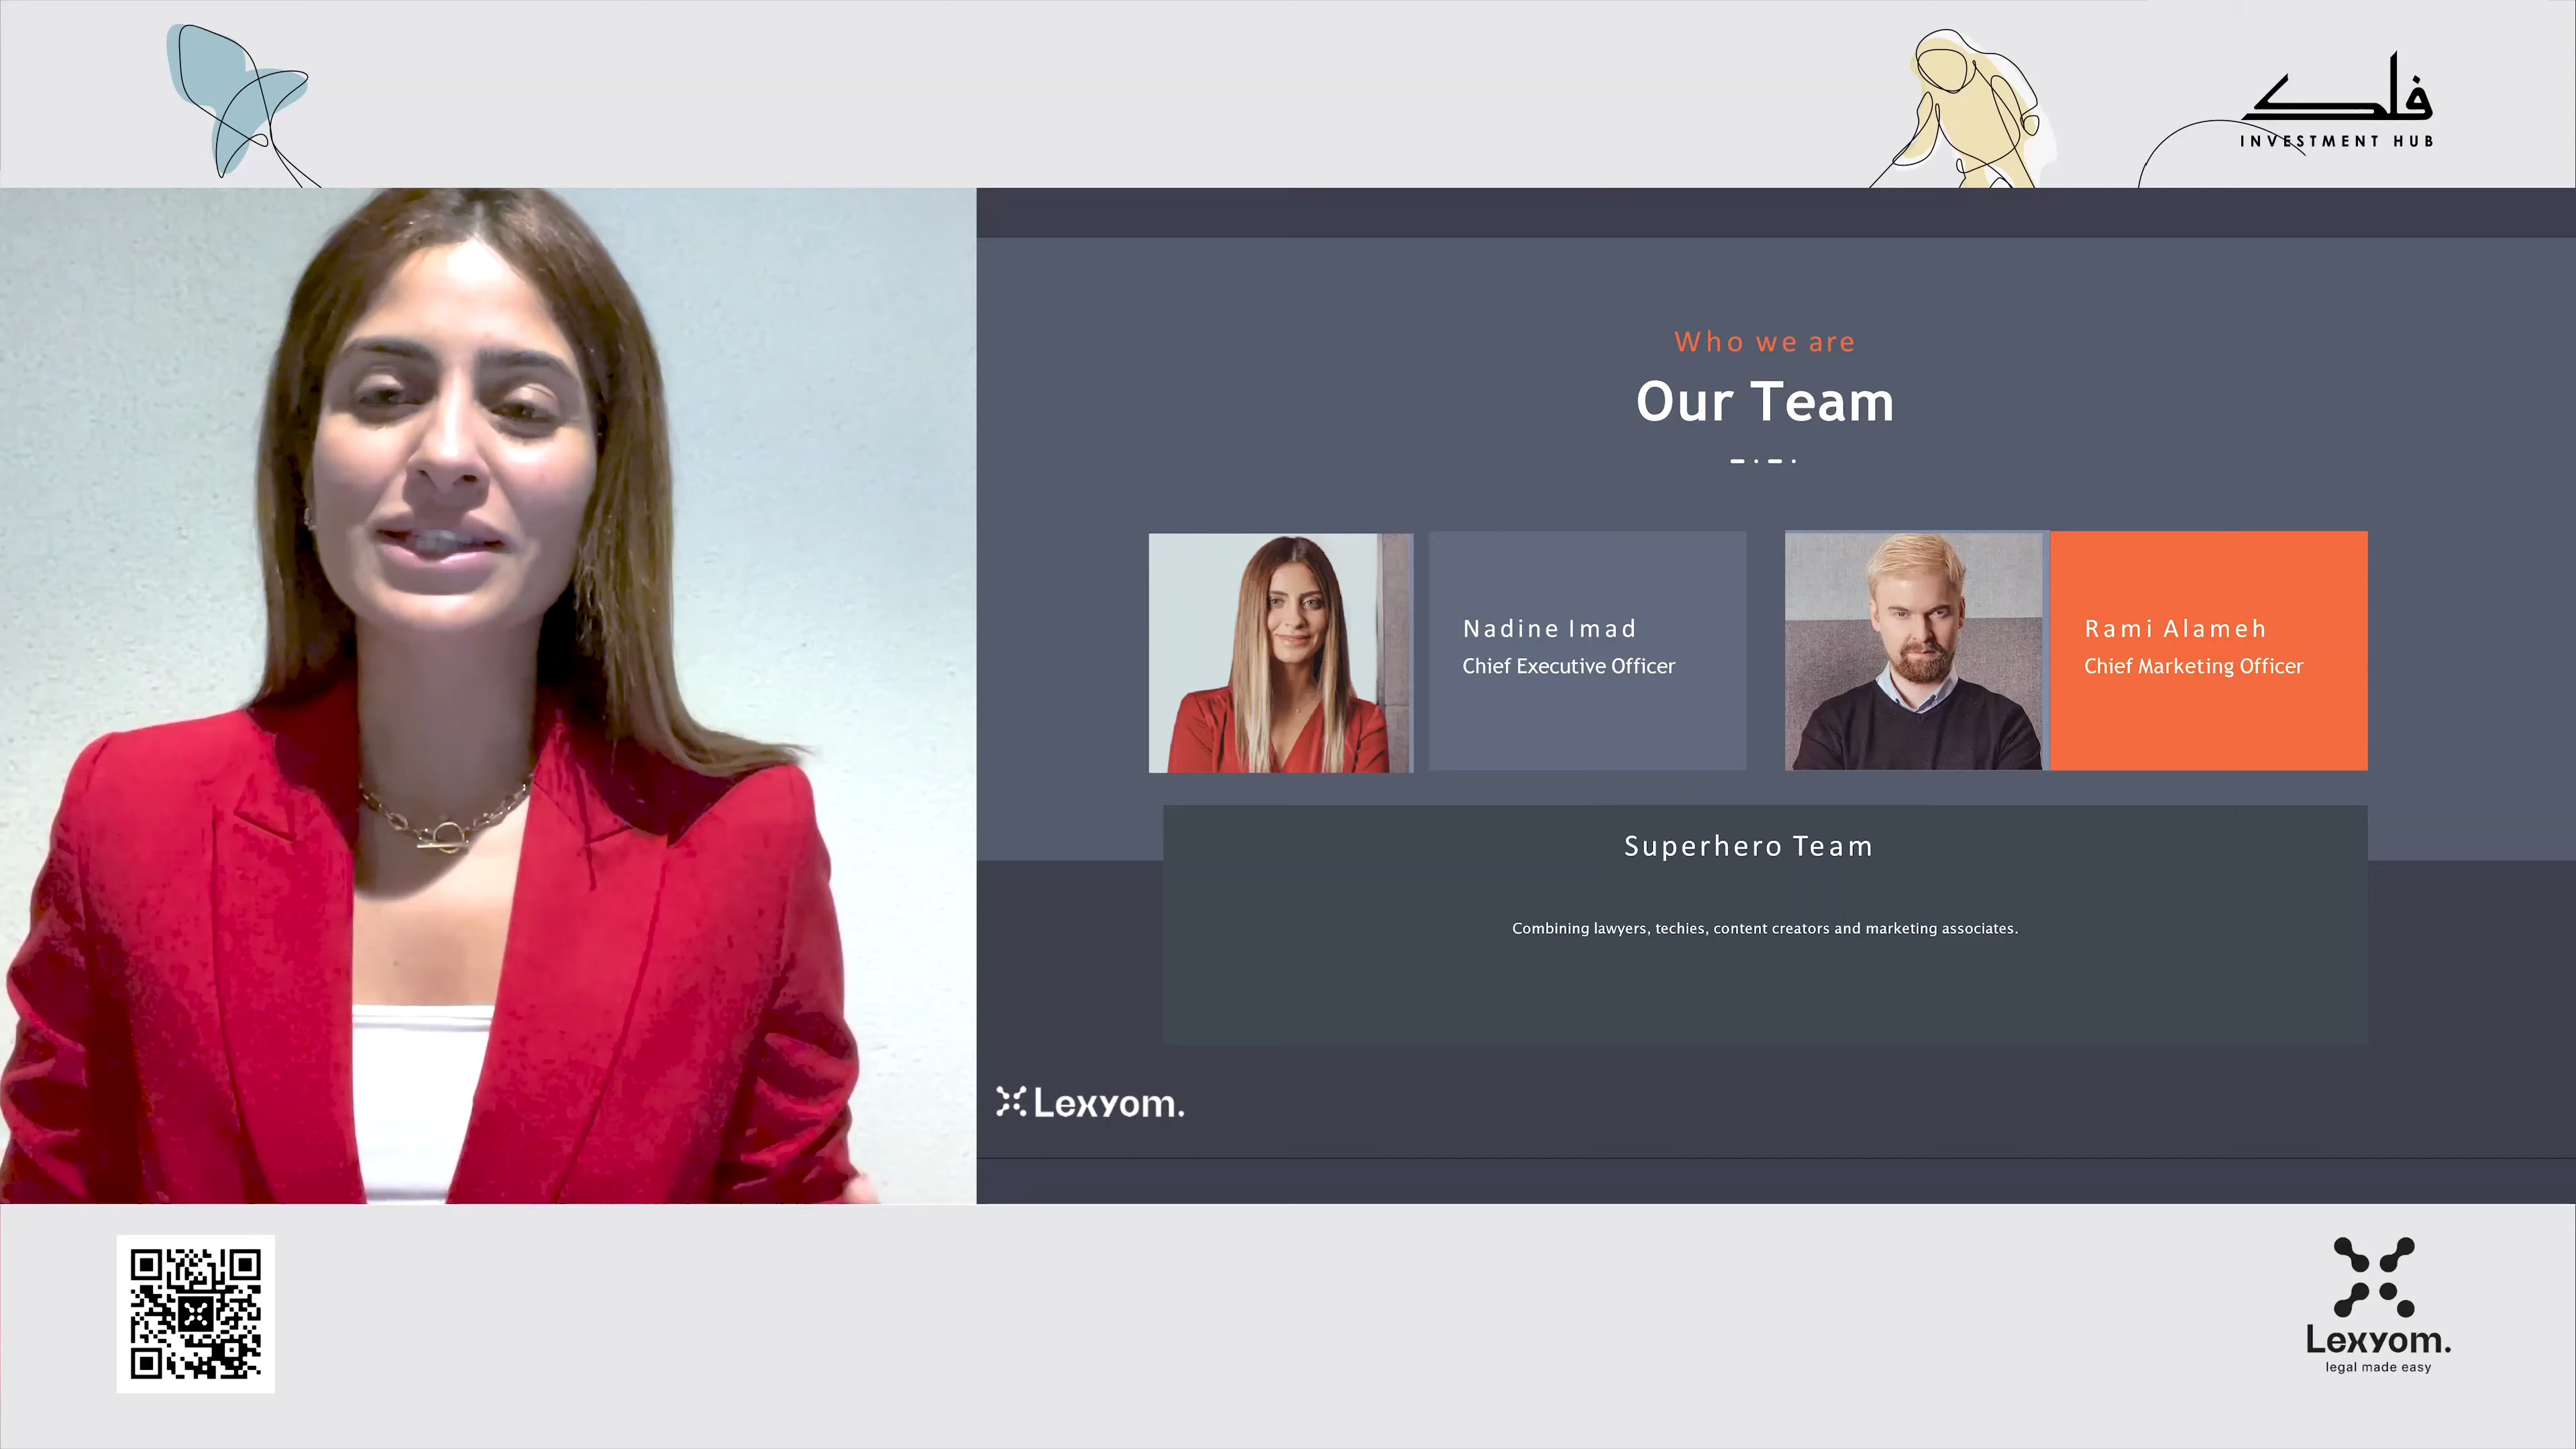 فلك
INVESTMENT HUB
Who we are
Our Team
Nadine Imad
Chief Executive Officer
Rami Alameh
Chief Marketing Officer
Superhero Team
Combining lawyers, techies, content creators and marketing associates.
Lexyom.
Lexyom.
legal made easy